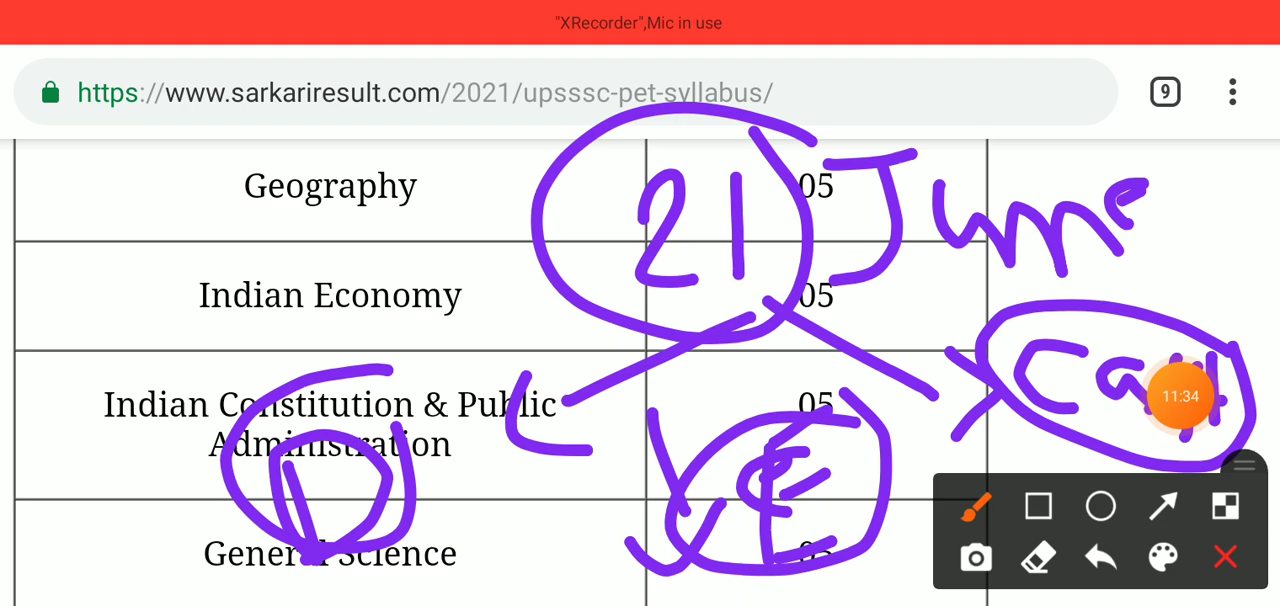 "XRecorder",Mic in use
https://www.sarkariresult.com/2021/upsssc-pet-syllabus/
9
Geography 05
21 June
Indian Economy 05
Indian Constitution & Public 05
Administration
11:34
D
E
General Science 05